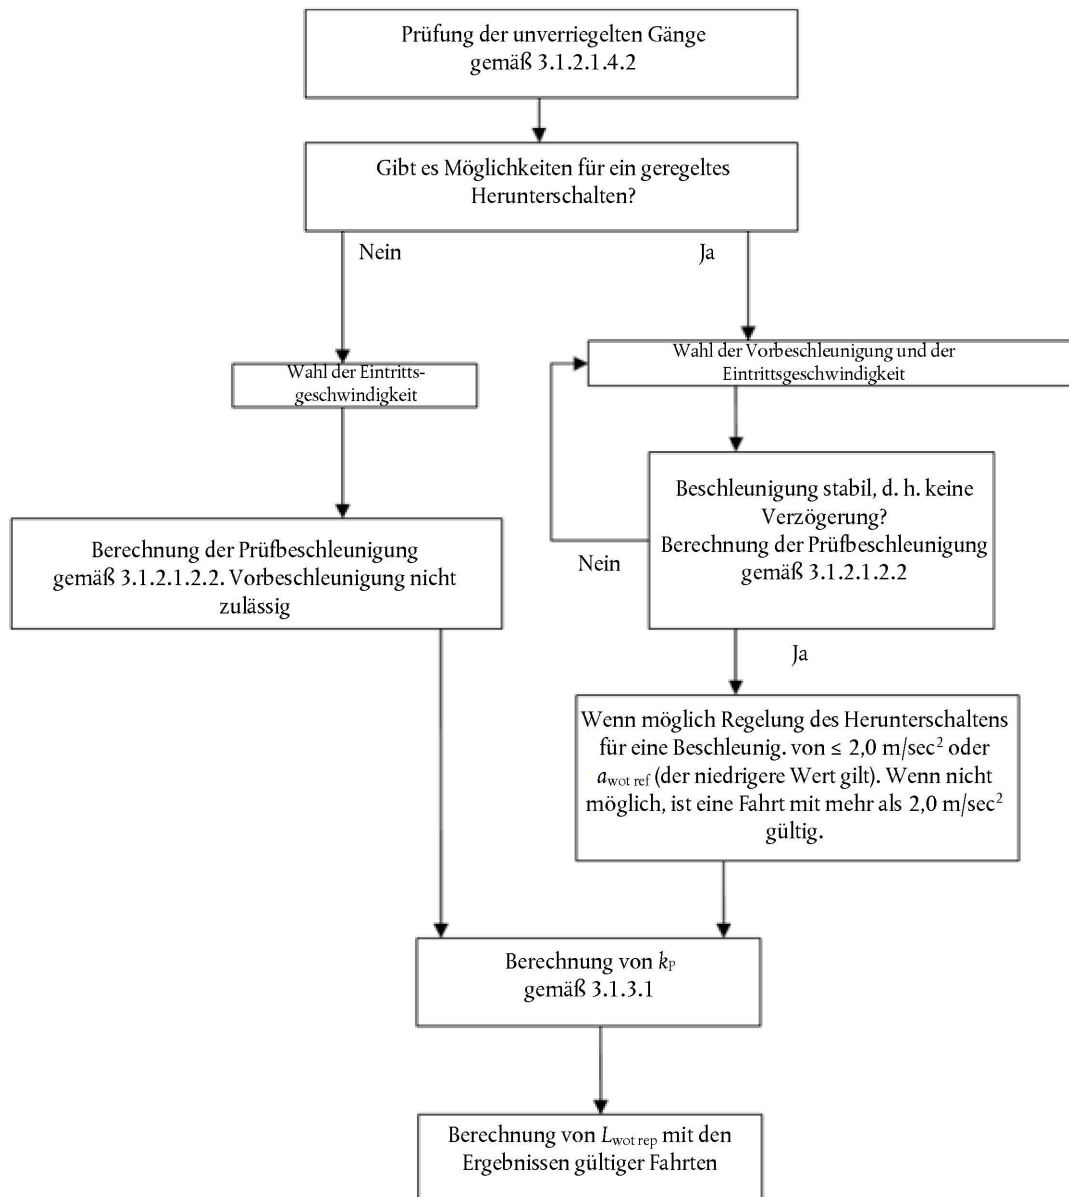 Prüfung der unverriegelten Gänge
gemäß 3.1.2.1.4.2
Gibt es Möglichkeiten für ein geregeltes
Herunterschalten?
Nein
Ja
Wahl der Eintritts-
geschwindigkeit
Wahl der Vorbeschleunigung und der
Eintrittsgeschwindigkeit
Berechnung der Prüfbeschleunigung
gemäß 3.1.2.1.2.2. Vorbeschleunigung nicht
zulässig
Beschleunigung stabil, d. h. keine
Verzögerung?
Berechnung der Prüfbeschleunigung
gemäß 3.1.2.1.2.2
Nein
Ja
Wenn möglich Regelung des Herunterschaltens
für eine Beschleunig. von ≤ 2,0 m/sec² oder
a wot ref (der niedrigere Wert gilt). Wenn nicht
möglich, ist eine Fahrt mit mehr als 2,0 m/sec²
gültig.
Berechnung von kP
gemäß 3.1.3.1
Berechnung von L wot rep mit den
Ergebnissen gültiger Fahrten